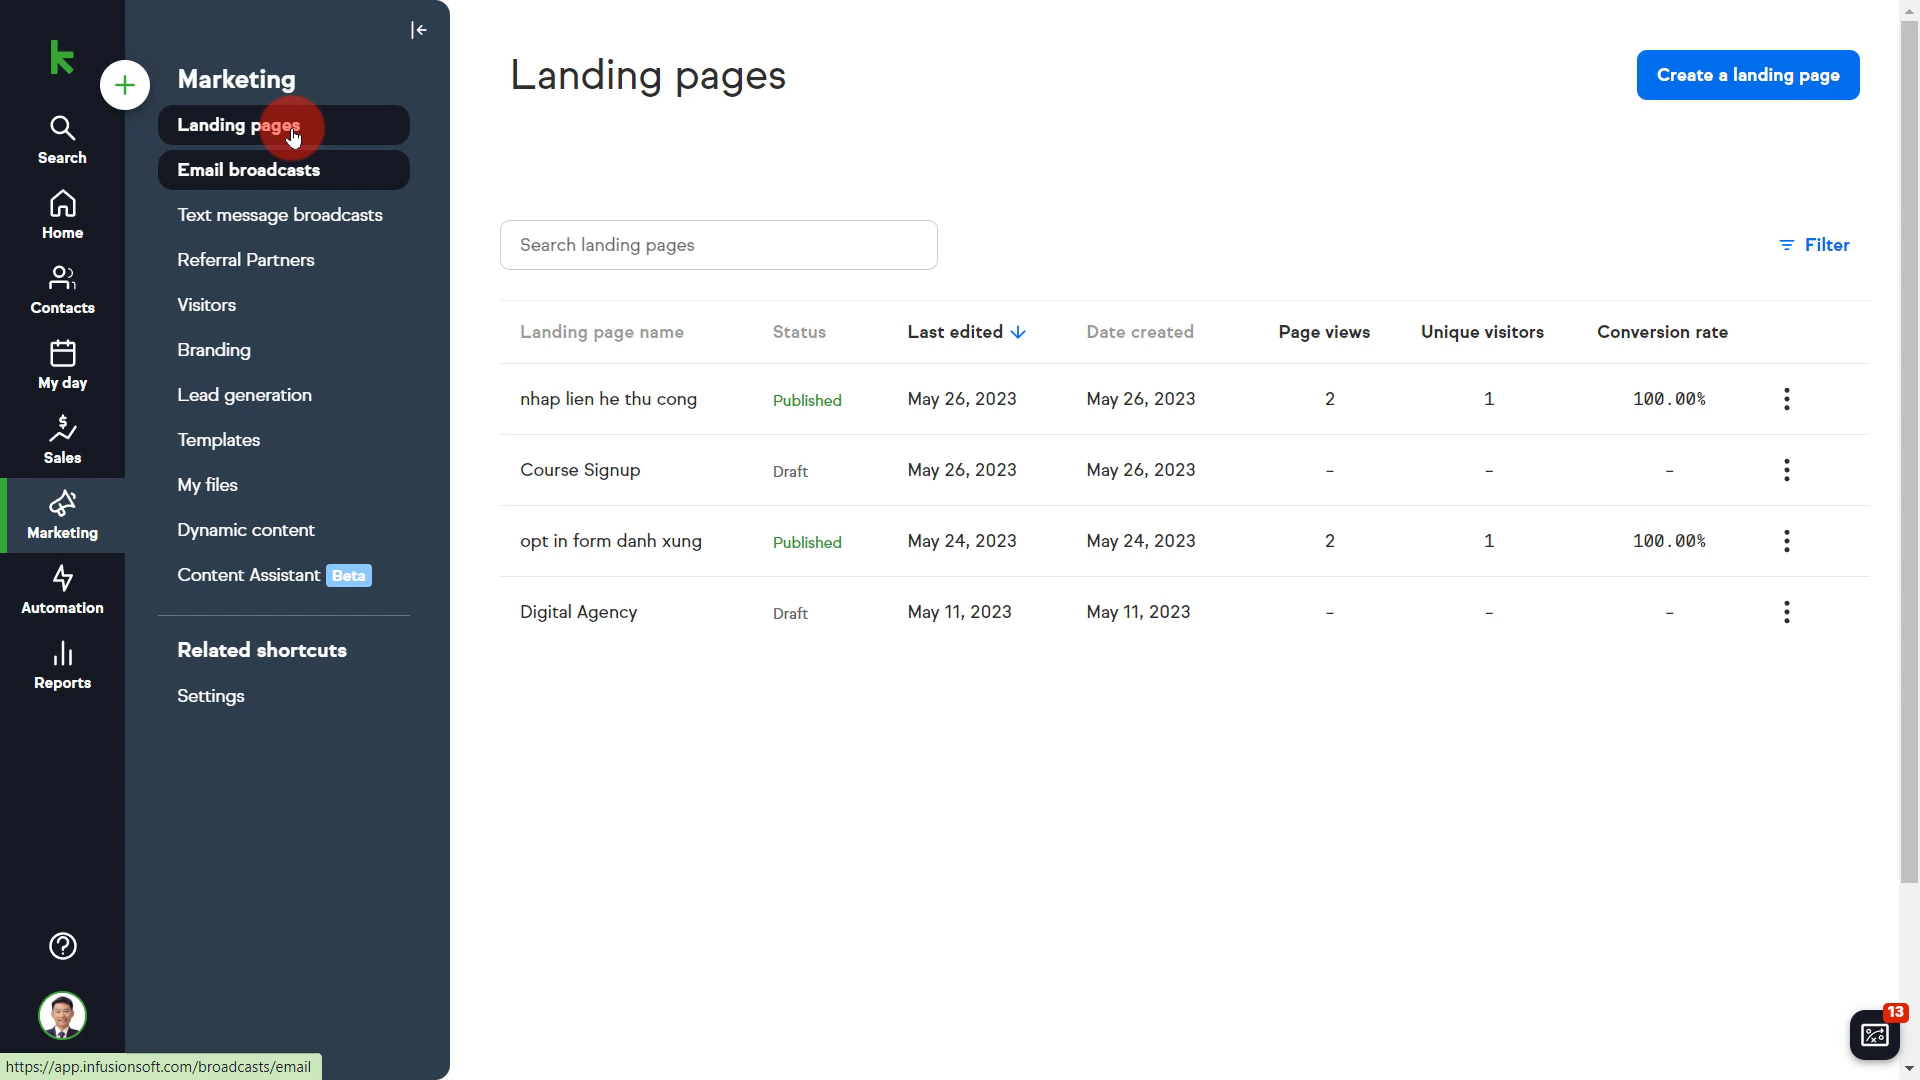 Marketing
Landing pages
Email broadcasts
Text message broadcasts
Referral Partners
Visitors
Branding
Lead generation
Templates
My files
Dynamic content
Content Assistant Beta
Related shortcuts
Settings
Search
Home
Contacts
My day
Sales
Marketing
Automation
Reports
https://app.infusionsoft.com/broadcasts/email
Landing pages
Create a landing page
Search landing pages
Filter
Landing page name Status Last edited Date created Page views Unique visitors Conversion rate
nhap lien he thu cong Published May 26, 2023 May 26, 2023 2 1 100.00%
Course Signup Draft May 26, 2023 May 26, 2023 - - -
opt in form danh xung Published May 24, 2023 May 24, 2023 2 1 100.00%
Digital Agency Draft May 11, 2023 May 11, 2023 - - -
13